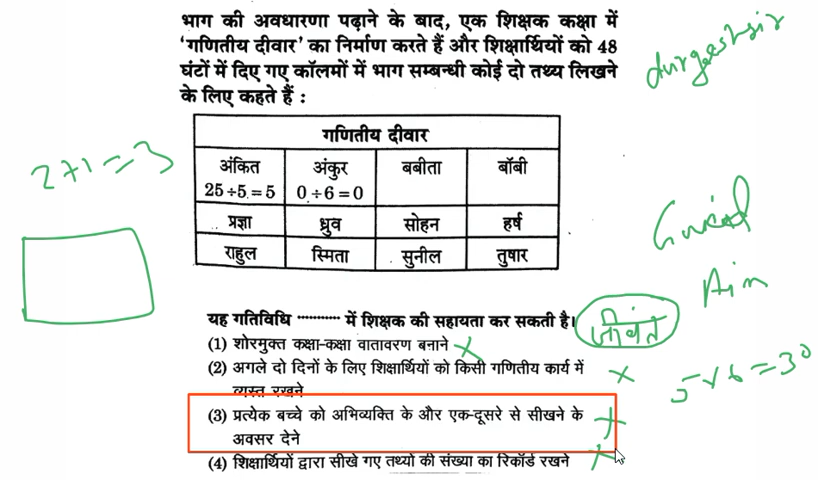 भाग की अवधारणा पढ़ाने के बाद, एक शिक्षक कक्षा में
'गणितीय दीवार' का निर्माण करते हैं और शिक्षार्थियों को 48
घंटों में दिए गए कॉलमों में भाग सम्बन्धी कोई दो तथ्य लिखने
के लिए कहते हैं :
durgeshsir
गणितीय दीवार
अंकित अंकुर बबीता बॉबी
25÷5=5 0÷6=0
प्रज्ञा ध्रुव सोहन हर्ष
राहुल स्मिता सुनील तुषार
2+1=3
Aim
यह गतिविधि ·········· में शिक्षक की सहायता कर सकती है।
जीवंत
(1) शोरमुक्त कक्षा-कक्षा वातावरण बनाने
(2) अगले दो दिनों के लिए शिक्षार्थियों को किसी गणितीय कार्य में
व्यस्त रखने
5×6=30
(3) प्रत्येक बच्चे को अभिव्यक्ति के और एक-दूसरे से सीखने के
अवसर देने
(4) शिक्षार्थियों द्वारा सीखे गए तथ्यों की संख्या का रिकॉर्ड रखने